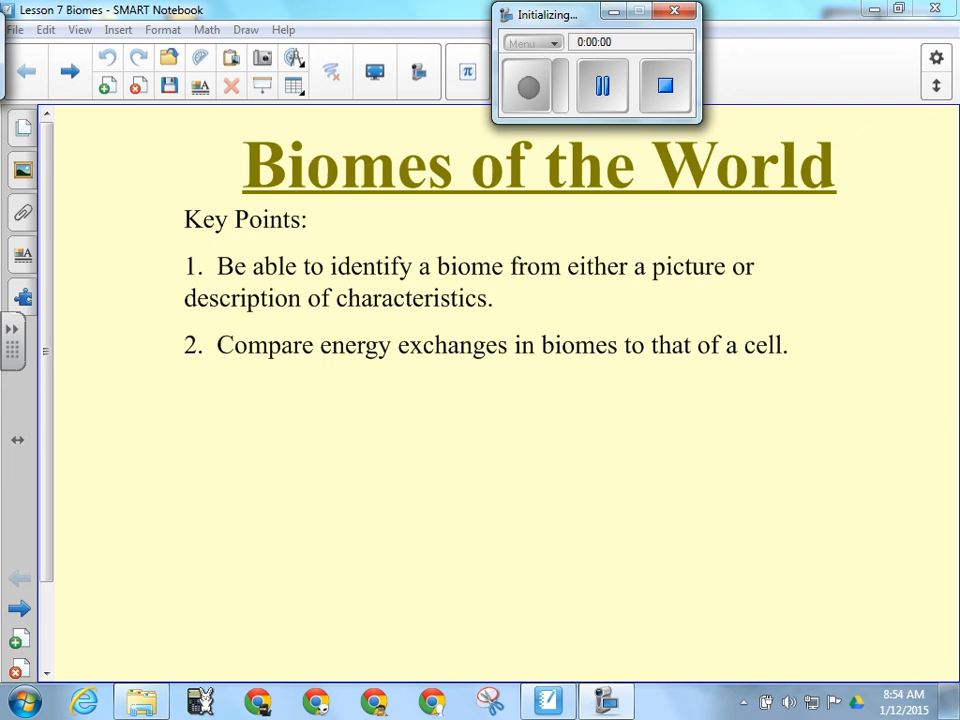 Lesson 7 Biomes - SMART Notebook
Initializing...
File Edit View Insert Format Math Draw Help
Menu
0:00:00
π
Biomes of the World
Key Points:
1. Be able to identify a biome from either a picture or
description of characteristics.
2. Compare energy exchanges in biomes to that of a cell.
8:54 AM
1/12/2015